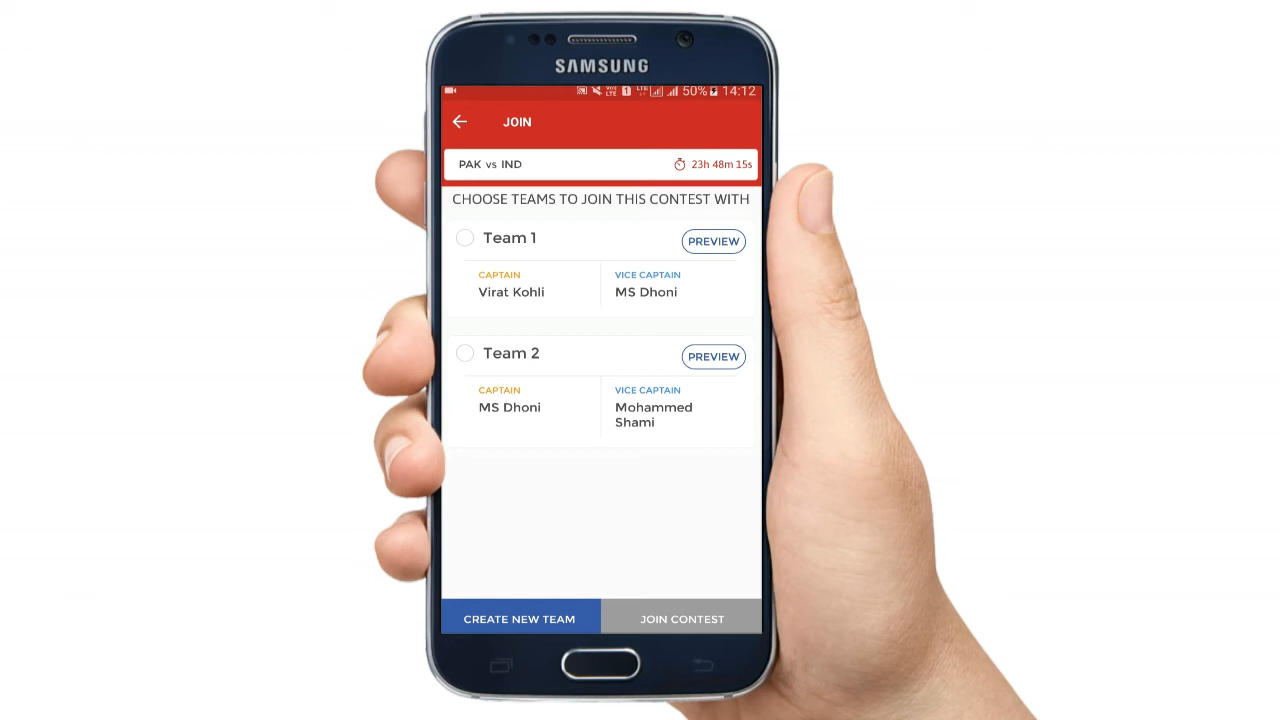 SAMSUNG
50% 14:12
JOIN
PAK vs IND 23h 48m 15s
CHOOSE TEAMS TO JOIN THIS CONTEST WITH
Team 1 PREVIEW
CAPTAIN VICE CAPTAIN
Virat Kohli MS Dhoni
Team 2 PREVIEW
CAPTAIN VICE CAPTAIN
MS Dhoni Mohammed
Shami
CREATE NEW TEAM JOIN CONTEST